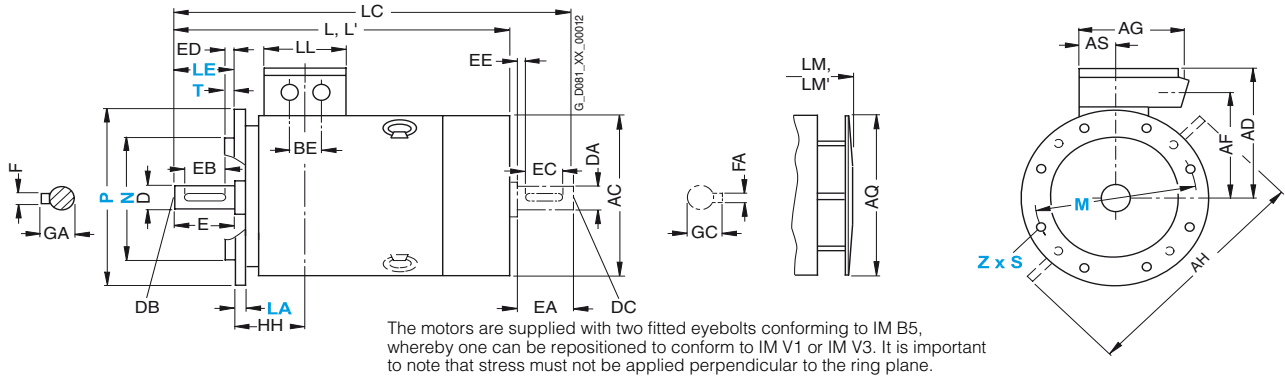 LC
L, L'
LL
ED
LE
T
EE
G_D081_XX_00012
BE
EB
EC
DA
AC
F
P
N
D
E
GA
DB
LA
HH
EA
DC
FA
GC
LM,
LM'
AQ
AG
AS
AF
AD
M
Z x S
AH
The motors are supplied with two fitted eyebolts conforming to IM B5,
whereby one can be repositioned to conform to IM V1 or IM V3. It is important
to note that stress must not be applied perpendicular to the ring plane.